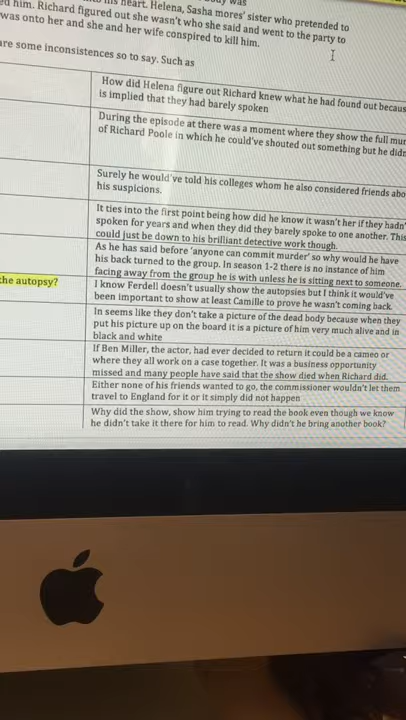 was
heart. Helena, Sasha mores' sister who pretended to
him. Richard figured out she wasn't who she said and went to the party to
was onto her and she and her wife conspired to kill him.
are some inconsistences so to say. Such as
How did Helena figure out Richard knew what he had found out
is implied that they had barely spoken
During the episode at there was a moment where they show the full
of Richard Poole in which he could've shouted out something but he
Surely he would've told his colleges whom he also considered friends
his suspicions.
It ties into the first point being how did he know it wasn't her if they
spoken for years and when they did they barely spoke to one another. This
could just be down to his brilliant detective work though.
As he has said before 'anyone can commit murder' so why would he have
his back turned to the group. In season 1-2 there is no instance of him
facing away from the group he is with unless he is sitting next to someone.
the autopsy?
I know Ferdell doesn't usually show the autopsies but I think it would've
been important to show at least Camille to prove he wasn't coming back.
In seems like they don't take a picture of the dead body because when they
put his picture up on the board it is a picture of him very much alive and in
black and white
If Ben Miller, the actor, had ever decided to return it could be a cameo or
where they all work on a case together. It was a business opportunity
missed and many people have said that the show died when Richard did.
Either none of his friends wanted to go, the commissioner wouldn't let them
travel to England for it or it simply did not happen
Why did the show, show him trying to read the book even though we know
he didn't take it there for him to read. Why didn't he bring another book?